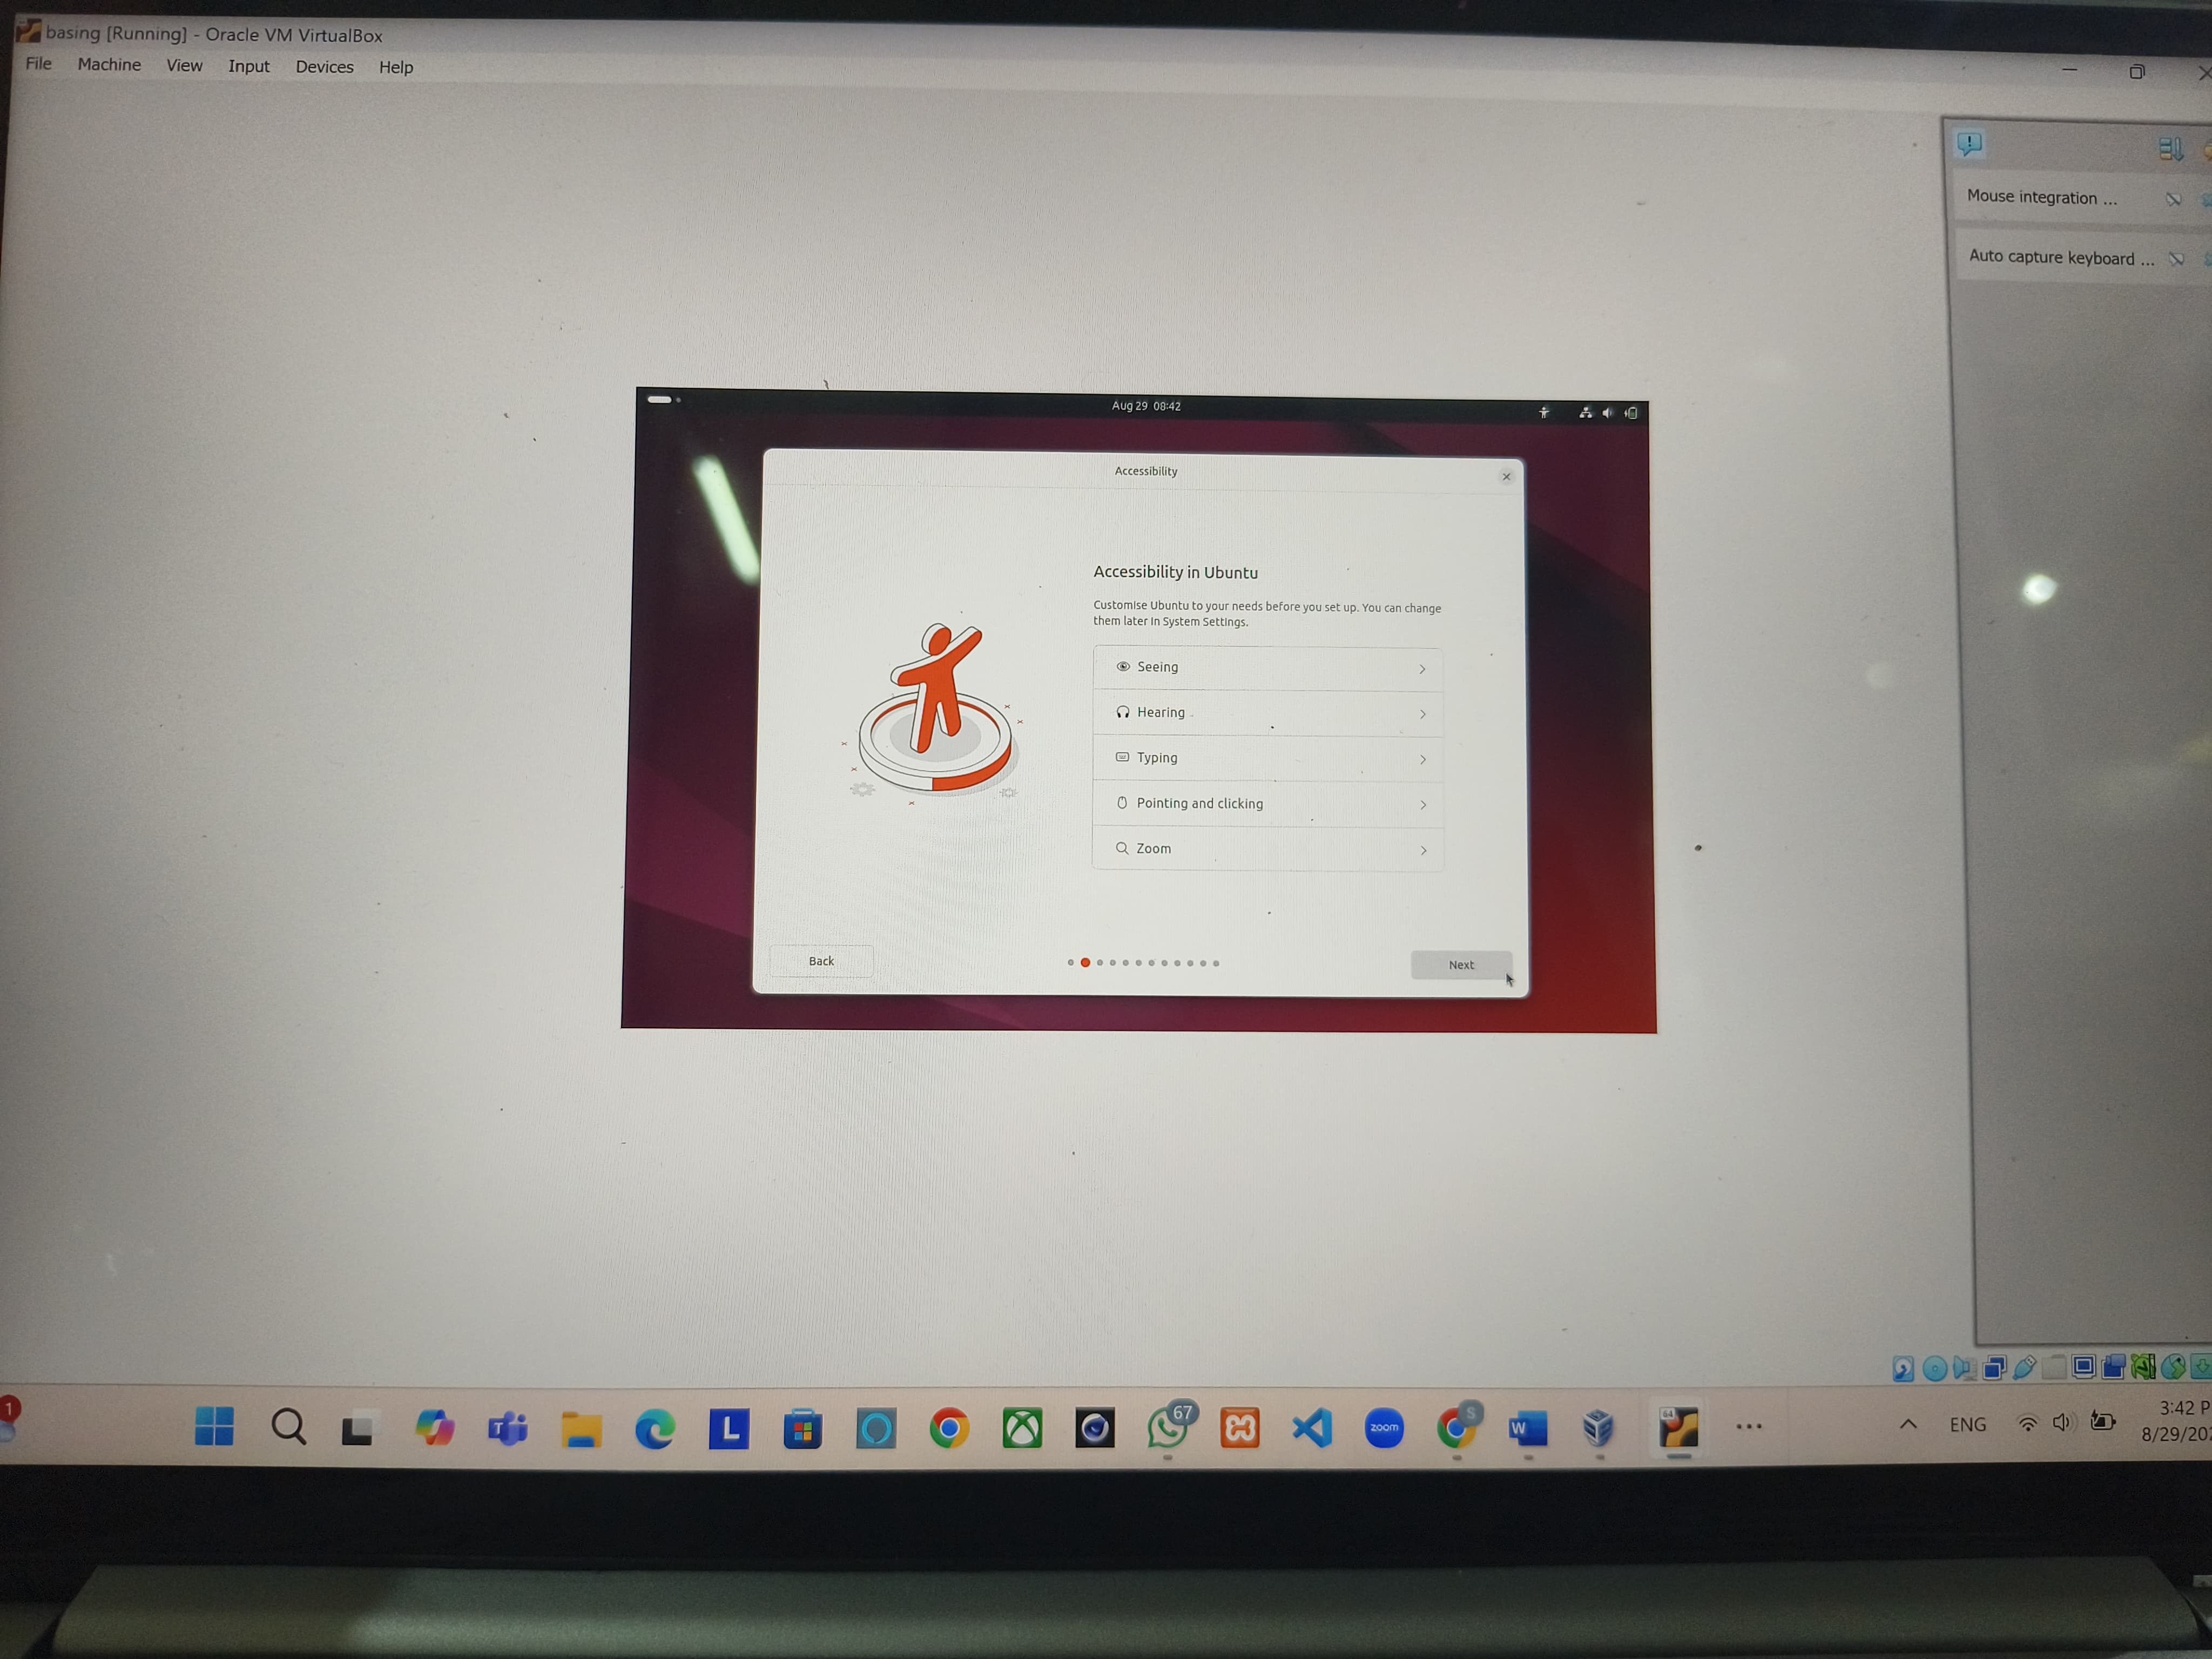 basing [Running] - Oracle VM VirtualBox
File Machine View Input Devices Help
Mouse integration ...
Auto capture keyboard ...
Aug 29 08:42
Accessibility
Accessibility in Ubuntu
Customise Ubuntu to your needs before you set up. You can change
them later in System Settings.
Seeing
Hearing
Typing
Pointing and clicking
Zoom
Back
Next
1
T
L
67
zoom
S
W
64
ENG
3:42 P
8/29/20